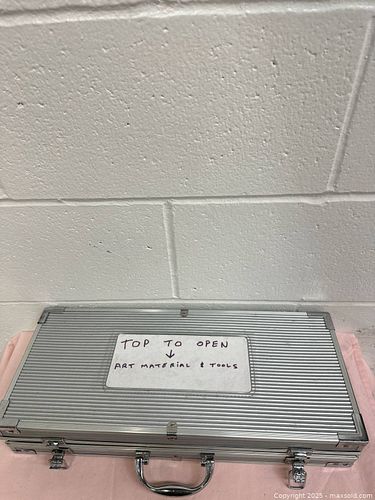 TOP TO OPEN
↓
ART MATERIAL & TOOLS
Copyright 2025 - maxsold.com